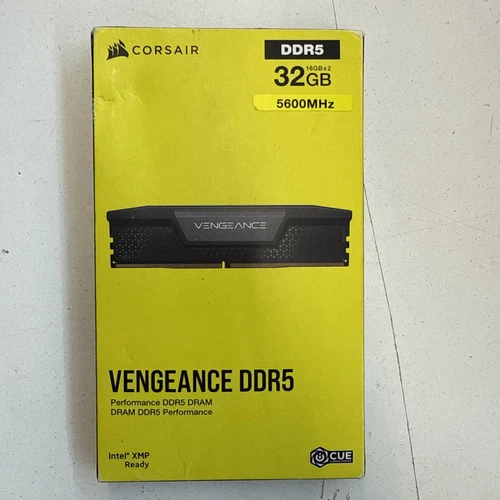 CORSAIR
DDR5
32GB
16GBx2
5600MHz
VENGEANCE
VENGEANCE DDR5
Performance DDR5 DRAM
DRAM DDR5 Performance
Intel® XMP
Ready
iCUE